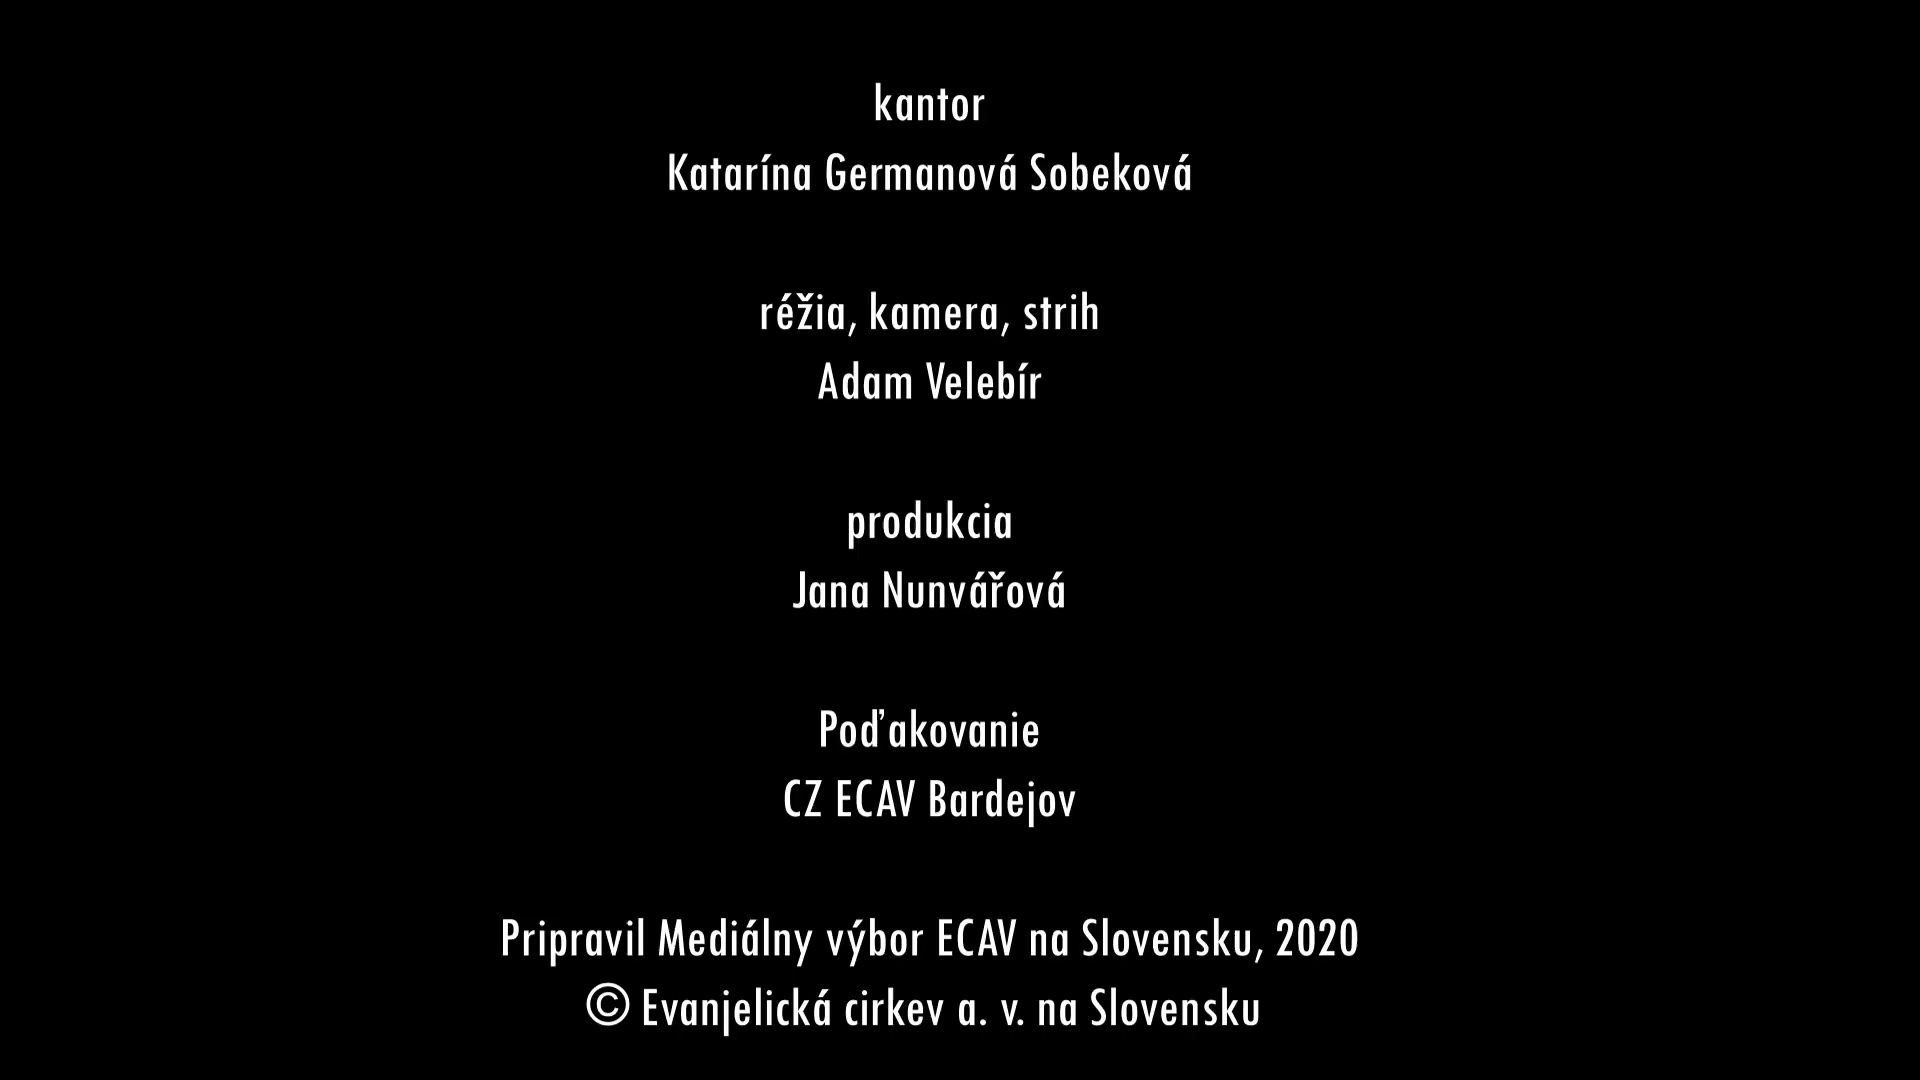 kantor
Katarína Germanová Sobeková
réžia, kamera, strih
Adam Velebír
produkcia
Jana Nunvářová
Poďakovanie
CZ ECAV Bardejov
Pripravil Mediálny výbor ECAV na Slovensku, 2020
© Evanjelická cirkev a. v. na Slovensku